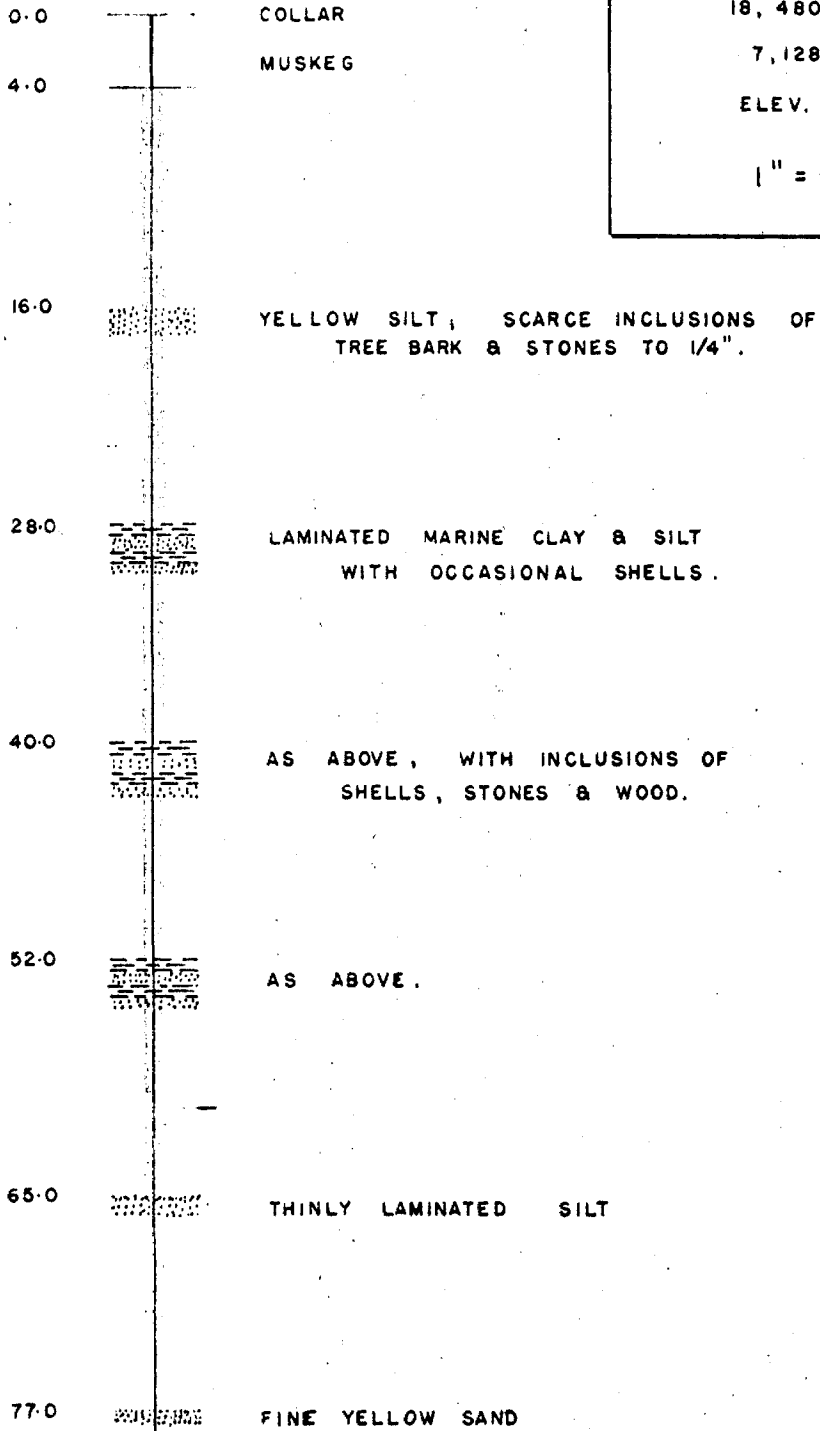 0.0 COLLAR
18, 480
MUSKEG
7,128
4.0
ELEV.
1" =
16.0 YELLOW SILT; SCARCE INCLUSIONS OF
TREE BARK & STONES TO 1/4".
28.0 LAMINATED MARINE CLAY & SILT
WITH OCCASIONAL SHELLS.
40.0 AS ABOVE, WITH INCLUSIONS OF
SHELLS, STONES & WOOD.
52.0 AS ABOVE.
65.0 THINLY LAMINATED SILT
77.0 FINE YELLOW SAND